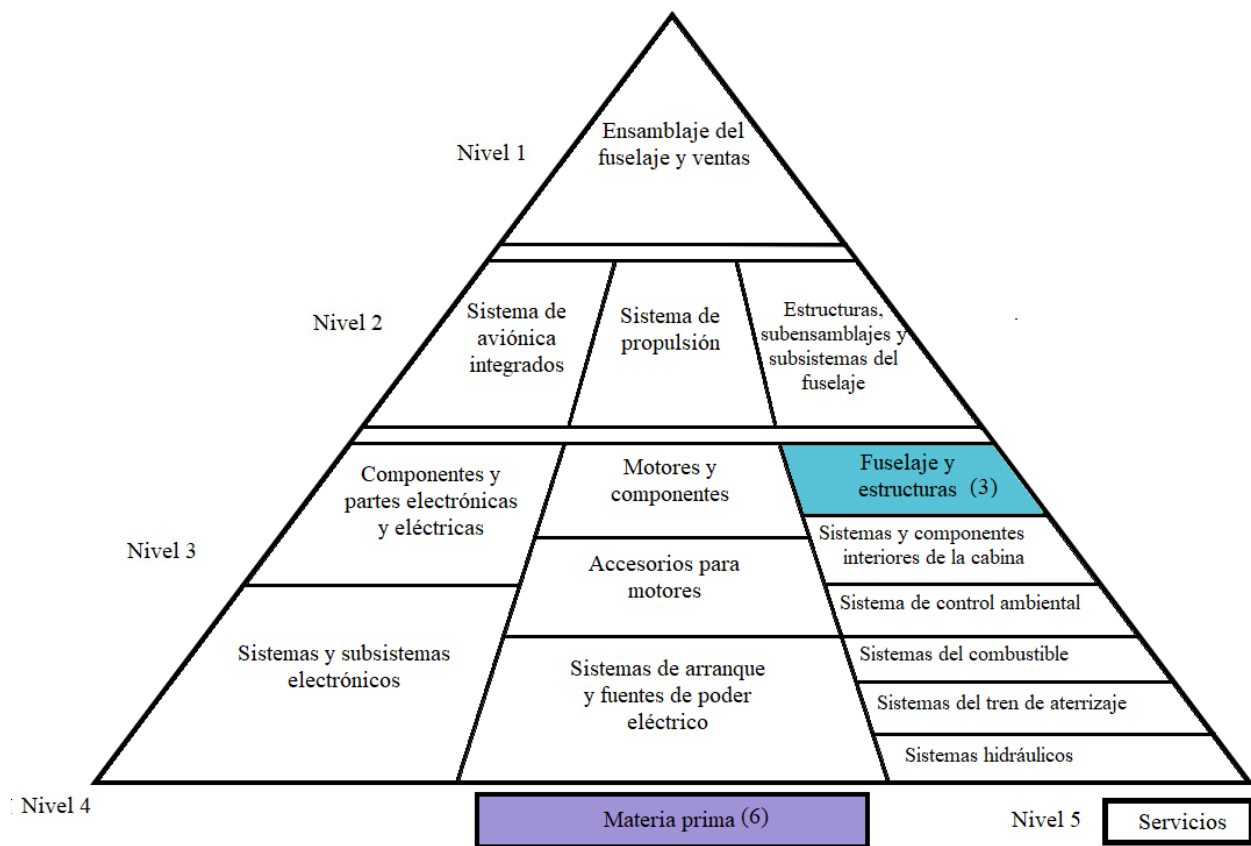 Nivel 1
Ensamblaje del
fuselaje y ventas
Nivel 2
Sistema de
aviónica
integrados
Sistema de
propulsión
Estructuras,
subensamblajes y
subsistemas del
fuselaje
Nivel 3
Componentes y
partes electrónicas
y eléctricas
Sistemas y subsistemas
electrónicos
Motores y
componentes
Accesorios para
motores
Sistemas de arranque
y fuentes de poder
eléctrico
Fuselaje y
estructuras (3)
Sistemas y componentes
interiores de la cabina
Sistema de control ambiental
Sistemas del combustible
Sistemas del tren de aterrizaje
Sistemas hidráulicos
Nivel 4
Materia prima (6)
Nivel 5
Servicios